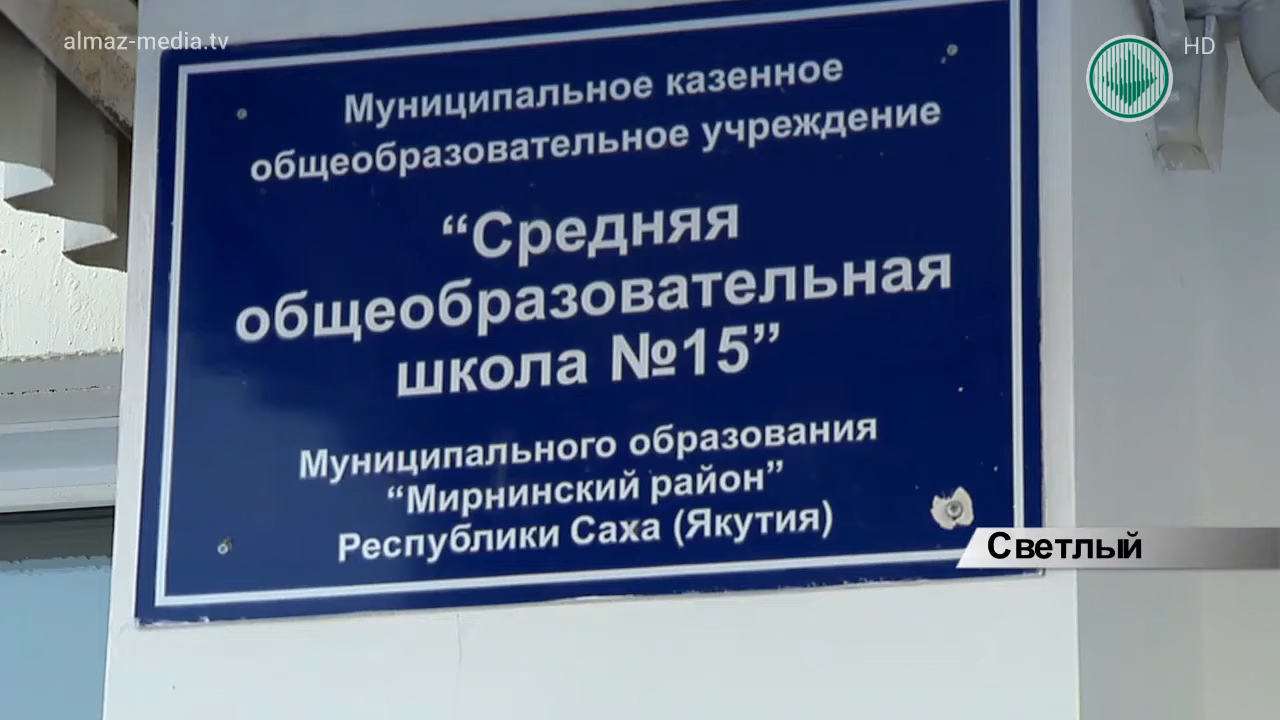 almaz-media.tv
HD
Муниципальное казенное
общеобразовательное учреждение
“Средняя
общеобразовательная
школа №15”
Муниципального образования
“Мирнинский район”
Республики Саха (Якутия)
Светлый